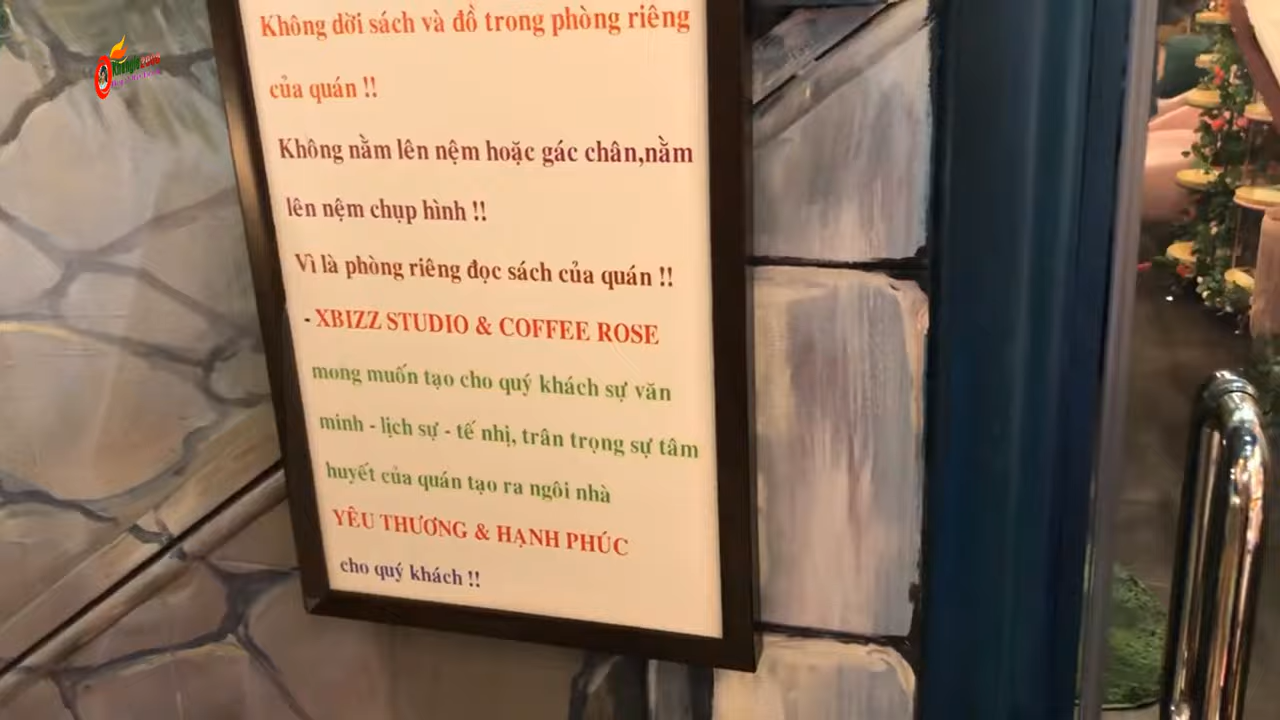 Không dời sách và đồ trong phòng riêng
của quán !!
Không nằm lên nệm hoặc gác chân,nằm
lên nệm chụp hình !!
Vì là phòng riêng đọc sách của quán !!
- XBIZZ STUDIO & COFFEE ROSE
mong muốn tạo cho quý khách sự văn
minh - lịch sự - tế nhị, trân trọng sự tâm
huyết của quán tạo ra ngôi nhà
YÊU THƯƠNG & HẠNH PHÚC
cho quý khách !!